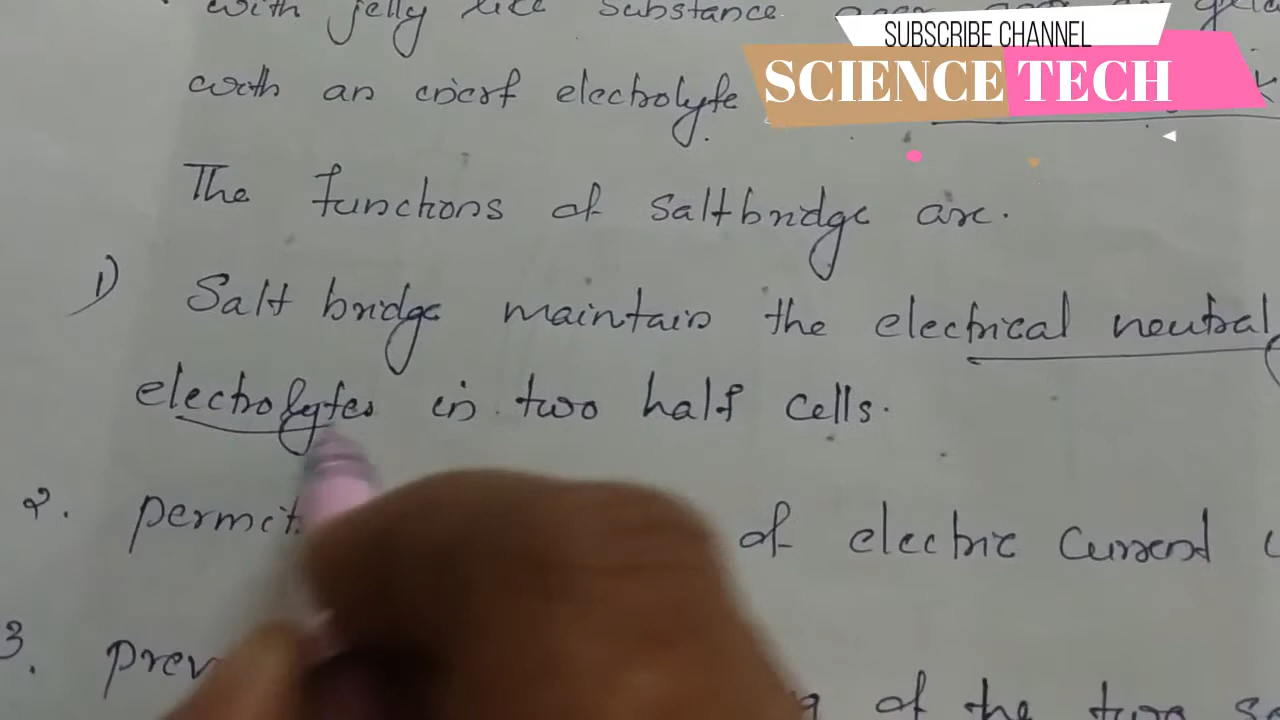 with jelly like substance
SUBSCRIBE CHANNEL
SCIENCE TECH
with an inert electrolyte
The functions of Saltbridge are.
1) Salt bridge maintain the electrical neutral
electrolytes in two half cells.
2. permit of electric current
3. prev of the two